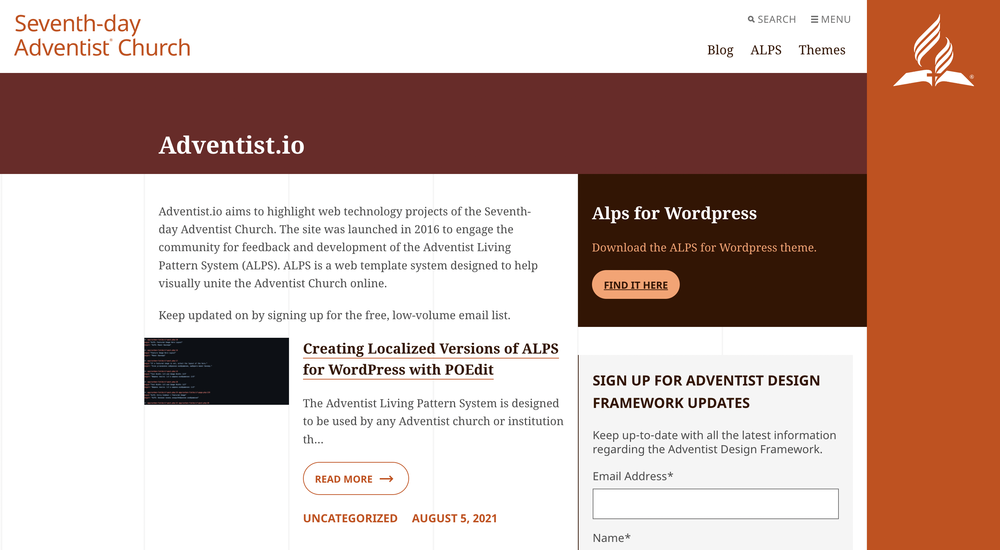 Seventh-day
Adventist® Church
SEARCH
MENU
Blog
ALPS
Themes
®
Adventist.io
Adventist.io aims to highlight web technology projects of the Seventh-
day Adventist Church. The site was launched in 2016 to engage the
community for feedback and development of the Adventist Living
Pattern System (ALPS). ALPS is a web template system designed to help
visually unite the Adventist Church online.
Keep updated on by signing up for the free, low-volume email list.
Creating Localized Versions of ALPS
for WordPress with POEdit
The Adventist Living Pattern System is designed
to be used by any Adventist church or institution
th…
READ MORE
UNCATEGORIZED
AUGUST 5, 2021
Alps for Wordpress
Download the ALPS for Wordpress theme.
FIND IT HERE
SIGN UP FOR ADVENTIST DESIGN
FRAMEWORK UPDATES
Keep up-to-date with all the latest information
regarding the Adventist Design Framework.
Email Address*
Name*